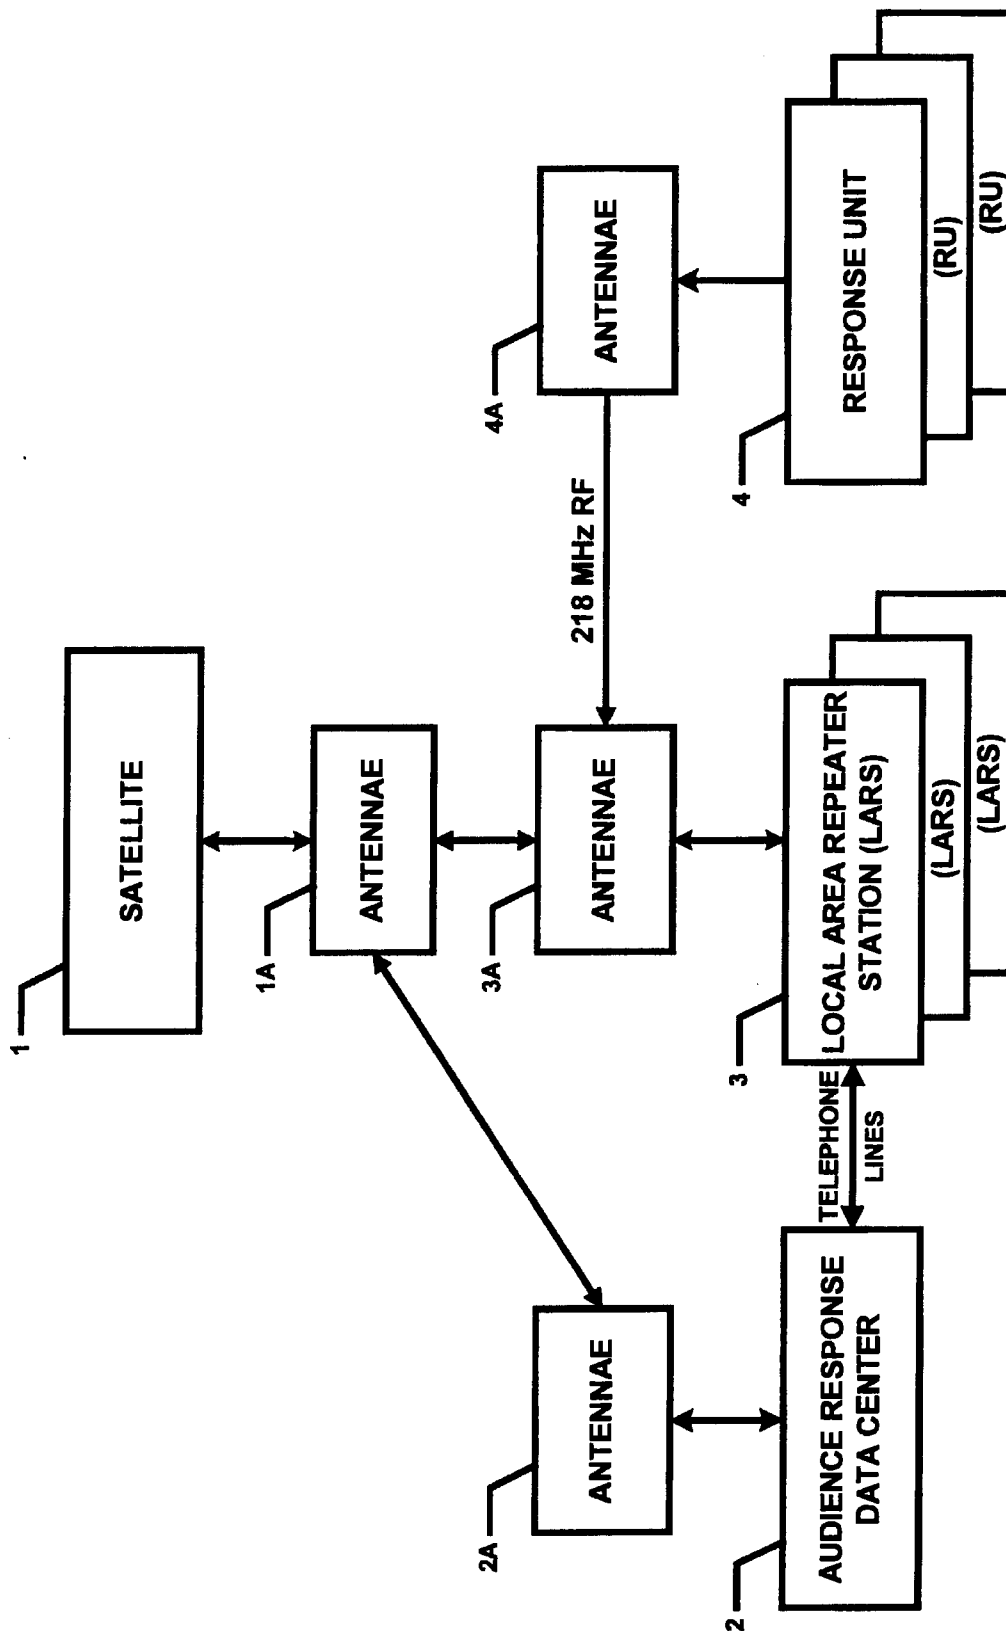 1
SATELLITE
1A
ANTENNAE
2A
ANTENNAE
3A
ANTENNAE
218 MHz RF
4A
ANTENNAE
2
AUDIENCE RESPONSE
DATA CENTER
TELEPHONE
LINES
3
LOCAL AREA REPEATER
STATION (LARS)
(LARS)
(LARS)
4
RESPONSE UNIT
(RU)
(RU)